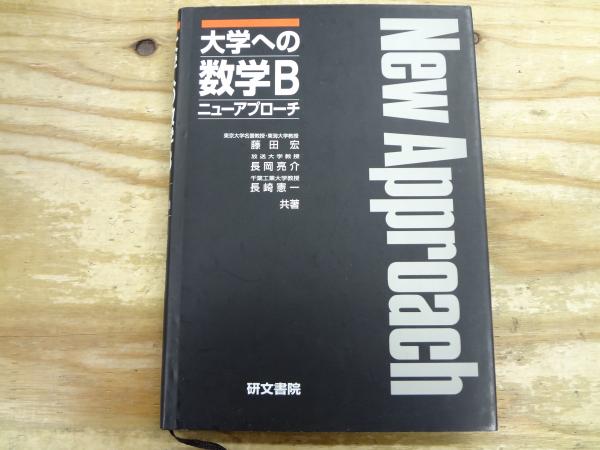 大学への
数学B
ニューアプローチ
東京大学名誉教授・東海大学教授
藤田 宏
放送大学教授
長岡亮介
千葉工業大学教授
長崎憲一
共著
New Approach
研文書院